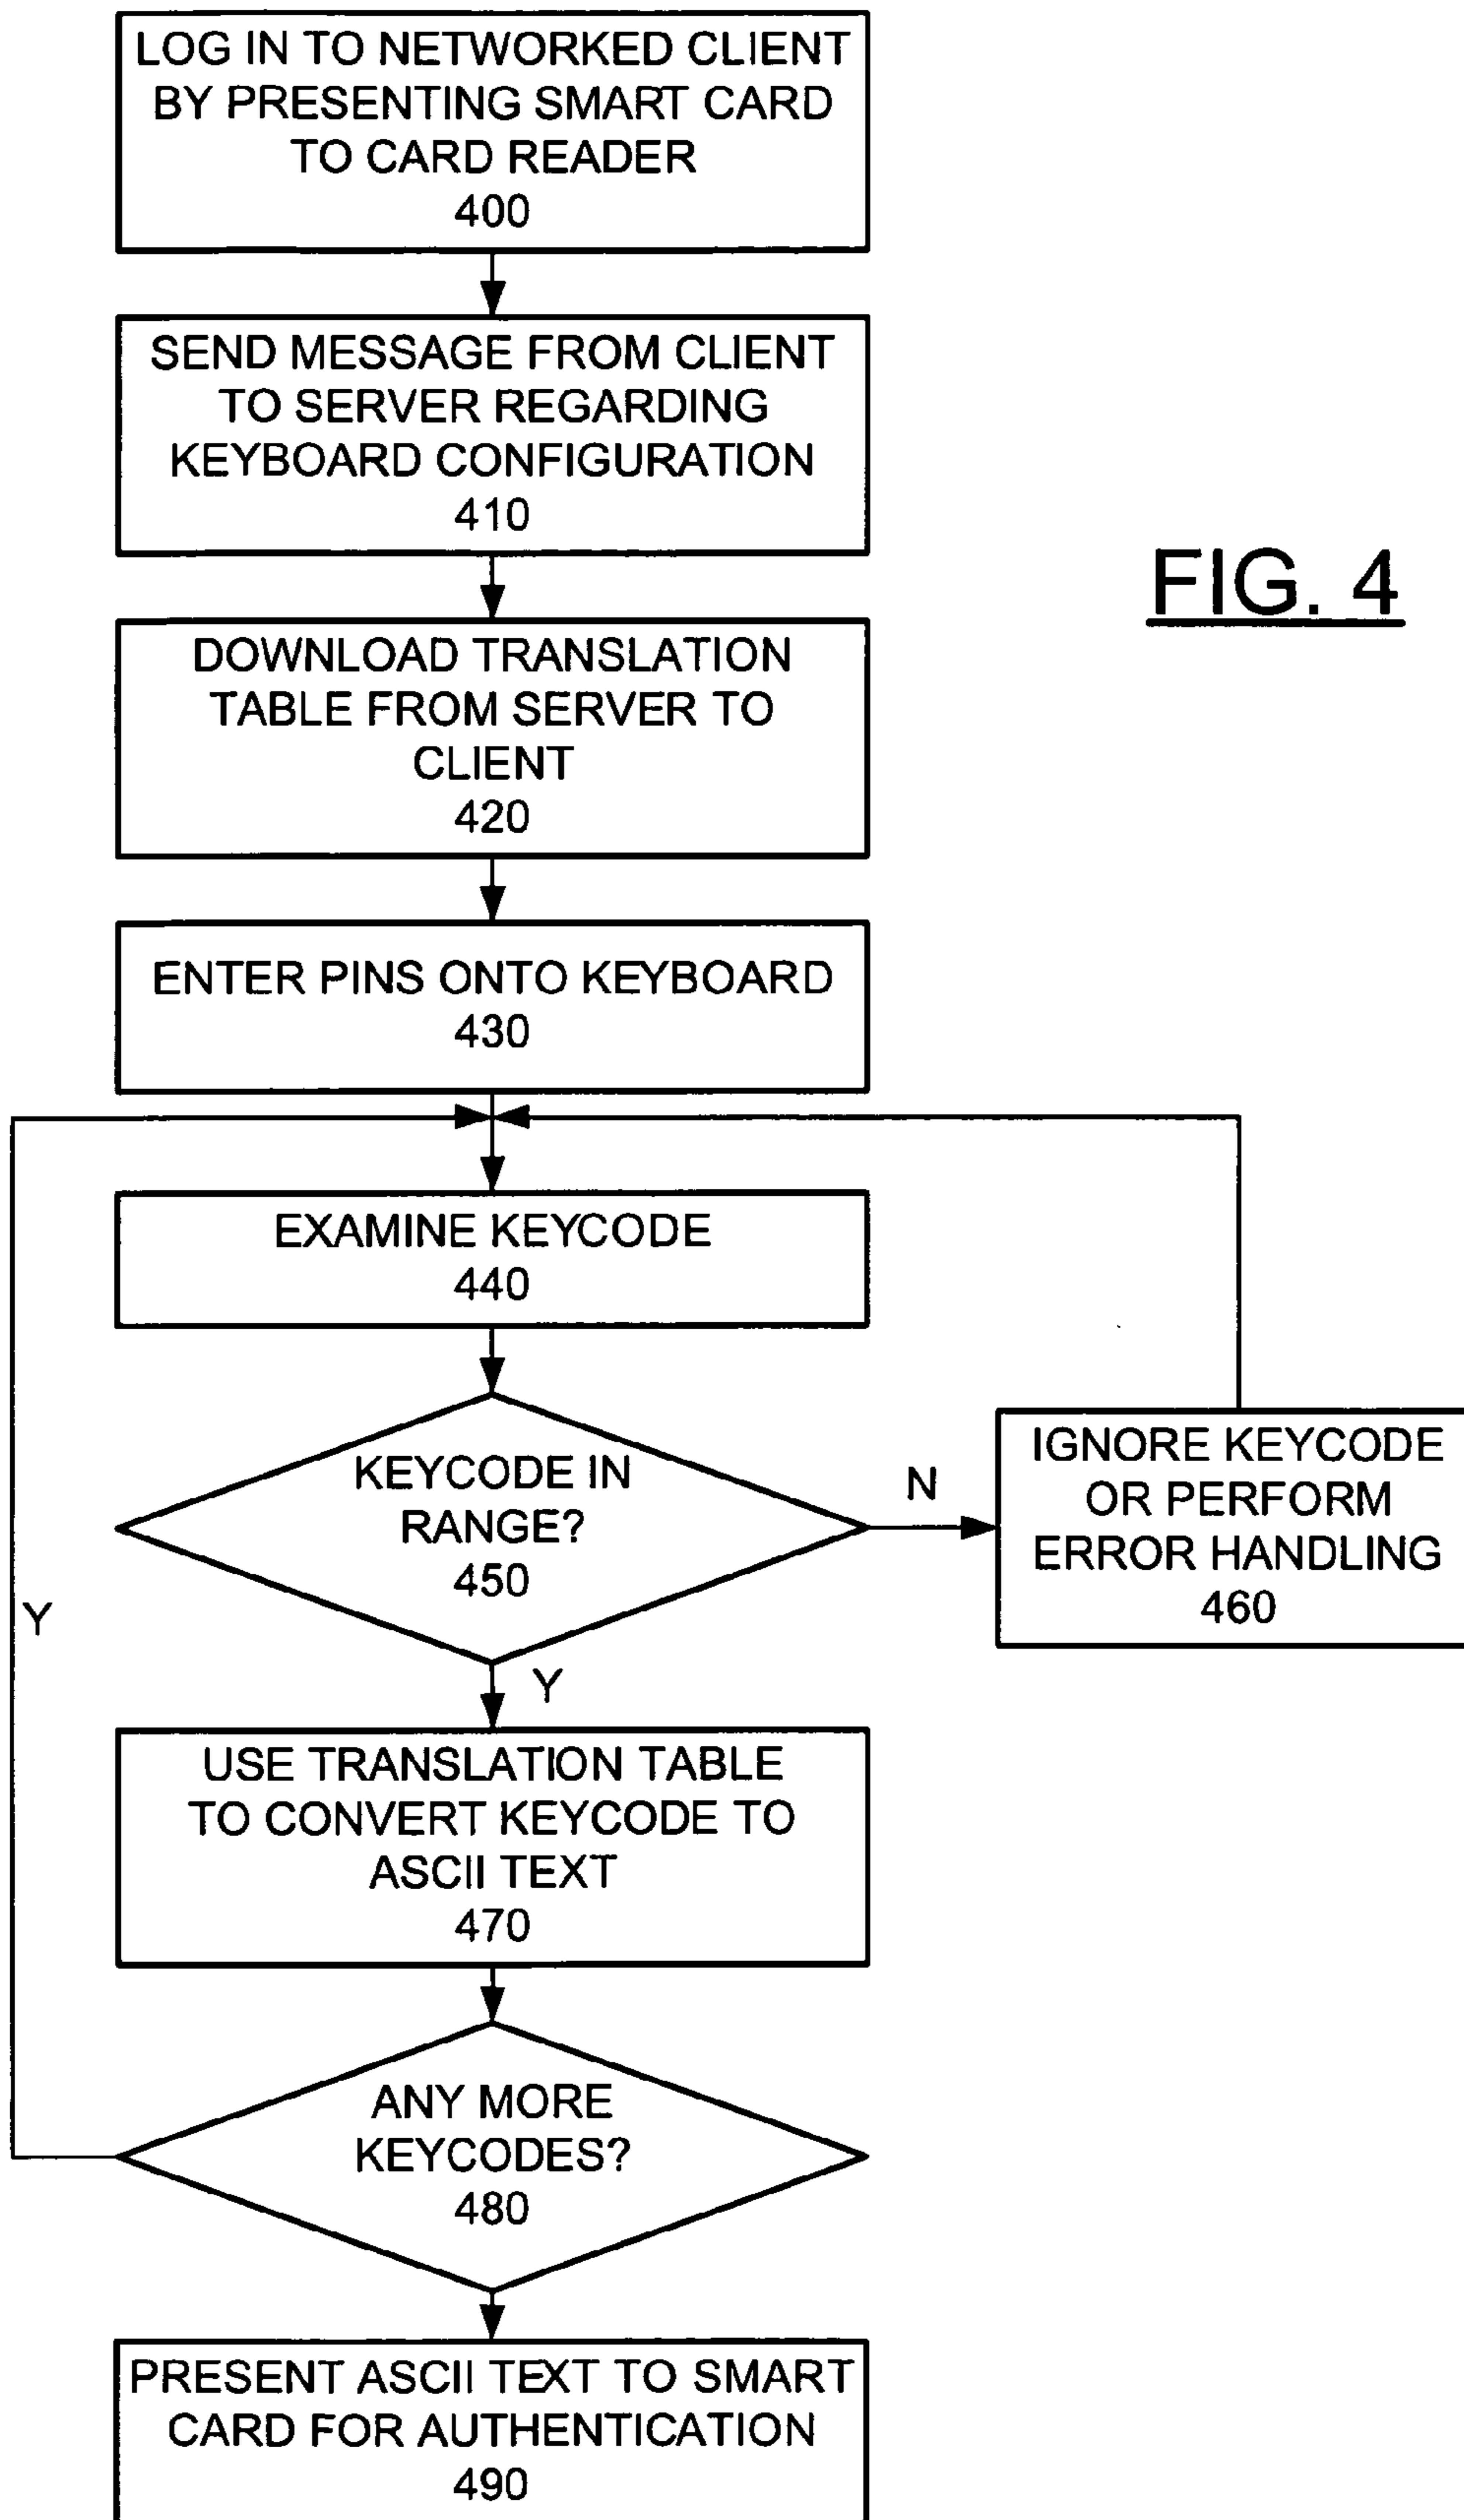 LOG IN TO NETWORKED CLIENT
BY PRESENTING SMART CARD
TO CARD READER
400
SEND MESSAGE FROM CLIENT
TO SERVER REGARDING
KEYBOARD CONFIGURATION
410
FIG. 4
DOWNLOAD TRANSLATION
TABLE FROM SERVER TO
CLIENT
420
ENTER PINS ONTO KEYBOARD
430
EXAMINE KEYCODE
440
KEYCODE IN
RANGE?
450
N
IGNORE KEYCODE
OR PERFORM
ERROR HANDLING
460
Y
Y
USE TRANSLATION TABLE
TO CONVERT KEYCODE TO
ASCII TEXT
470
ANY MORE
KEYCODES?
480
PRESENT ASCII TEXT TO SMART
CARD FOR AUTHENTICATION
490